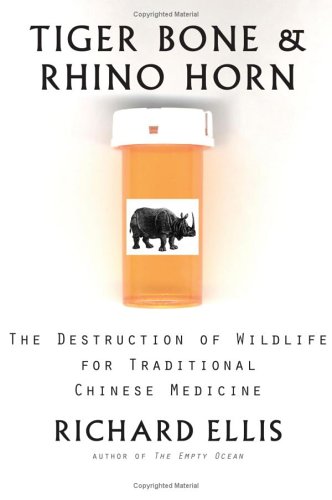 TIGER BONE &
RHINO HORN
THE DESTRUCTION OF WILDLIFE
FOR TRADITIONAL
CHINESE MEDICINE
RICHARD ELLIS
AUTHOR OF THE EMPTY OCEAN